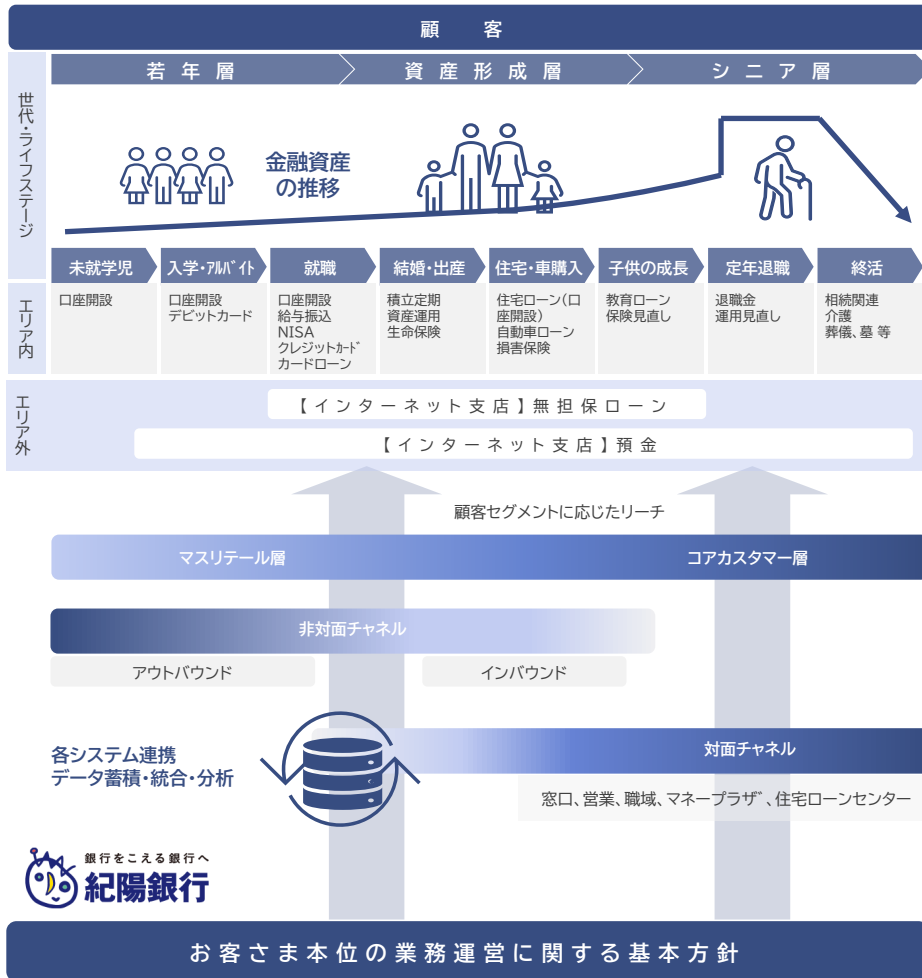 顧客
世代・ライフステージ
若年層
資産形成層
シニア層
金融資産
の推移
未就学児
入学・ｱﾙﾊﾞｲﾄ
就職
結婚・出産
住宅・車購入
子供の成長
定年退職
終活
エリア内
口座開設
口座開設
デビットカード
口座開設
給与振込
NISA
クレジットｶｰﾄﾞ
カードローン
積立定期
資産運用
生命保険
住宅ローン(口
座開設)
自動車ローン
損害保険
教育ローン
保険見直し
退職金
運用見直し
相続関連
介護
葬儀、墓 等
エリア外
【インターネット支店】無担保ローン
【インターネット支店】預金
顧客セグメントに応じたリーチ
マスリテール層
コアカスタマー層
非対面チャネル
アウトバウンド
インバウンド
各システム連携
データ蓄積・統合・分析
対面チャネル
窓口、営業、職域、マネープラザ、住宅ローンセンター
銀行をこえる銀行へ
紀陽銀行
お客さま本位の業務運営に関する基本方針